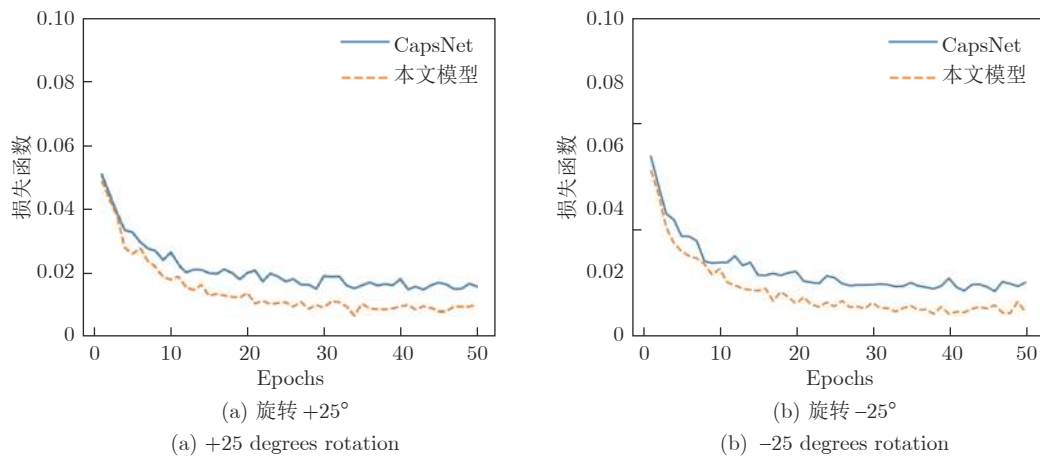 0.10
0.08
0.06
0.04
0.02
0
损失函数
CapsNet
本文模型
0 10 20 30 40 50
Epochs
(a) 旋转 +25°
(a) +25 degrees rotation
0.10
0.08
0.06
0.04
0.02
0
损失函数
CapsNet
本文模型
0 10 20 30 40 50
Epochs
(b) 旋转 –25°
(b) –25 degrees rotation